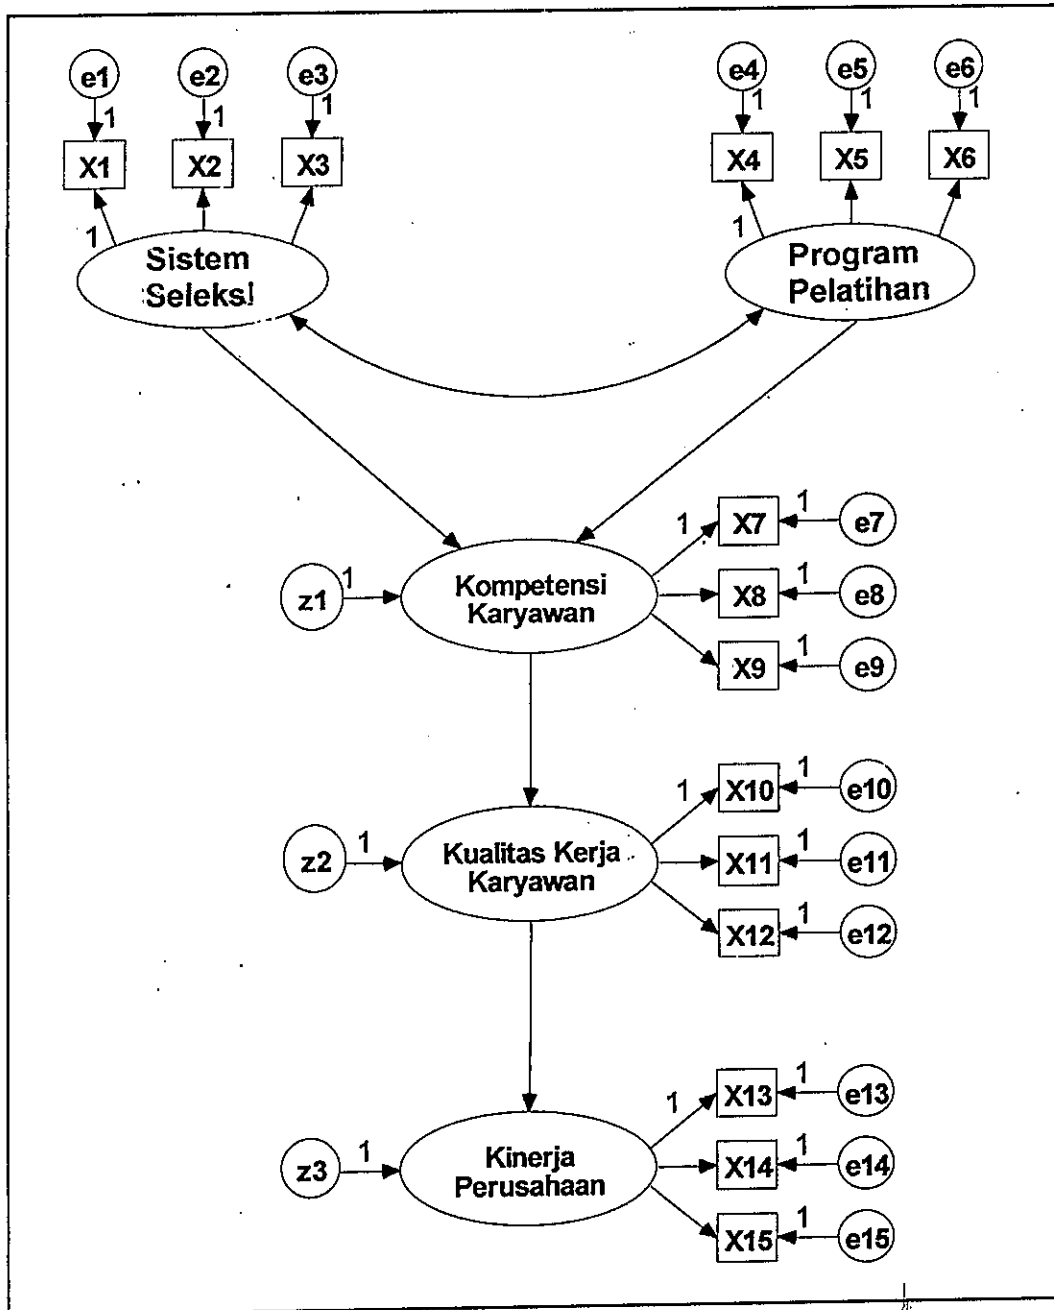 e1 e2 e3 e4 e5 e6
1 1 1 1 1 1
X1 X2 X3 X4 X5 X6
1 1
Sistem
Seleksi
Program
Pelatihan
1 X7 1 e7
z1 1 Kompetensi
Karyawan
X8 1 e8
X9 1 e9
1 X10 1 e10
z2 1 Kualitas Kerja
Karyawan
X11 1 e11
X12 1 e12
1 X13 1 e13
z3 1 Kinerja
Perusahaan
X14 1 e14
X15 1 e15